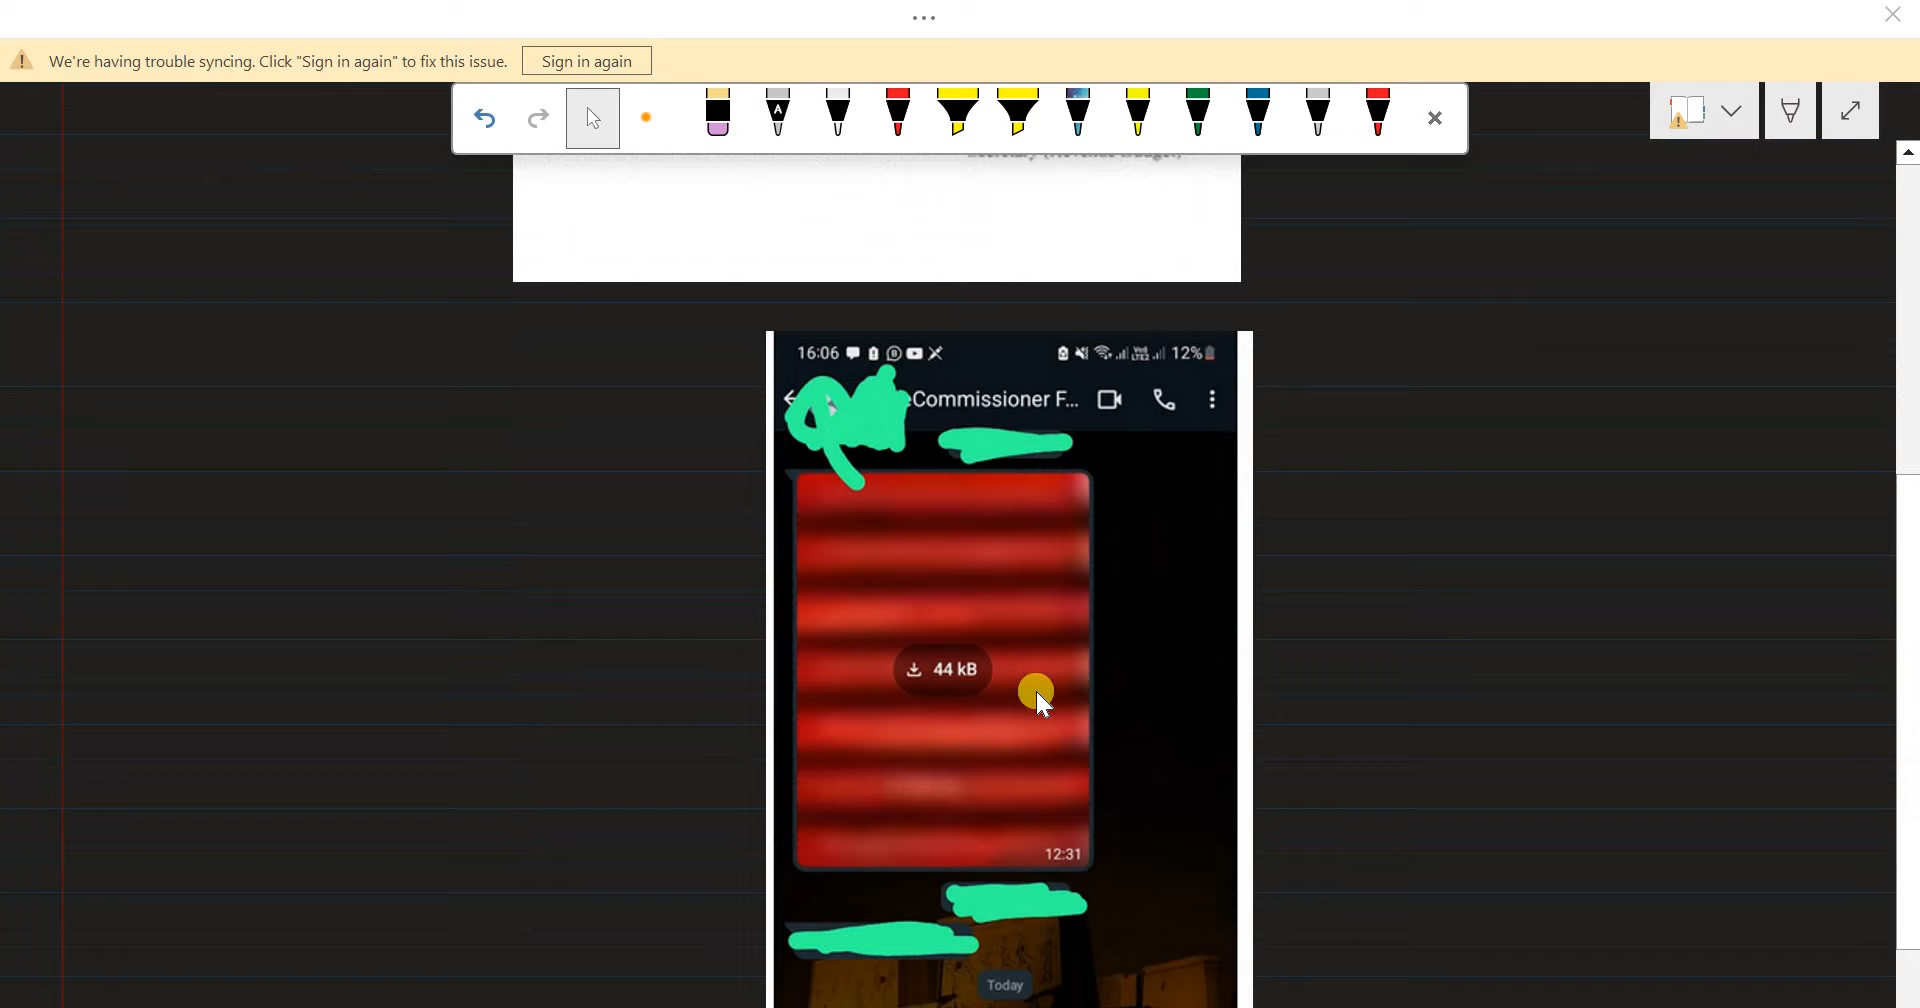 We're having trouble syncing. Click "Sign in again" to fix this issue.
Sign in again
A
16:06
12%
Commissioner F...
44 kB
12:31
Today